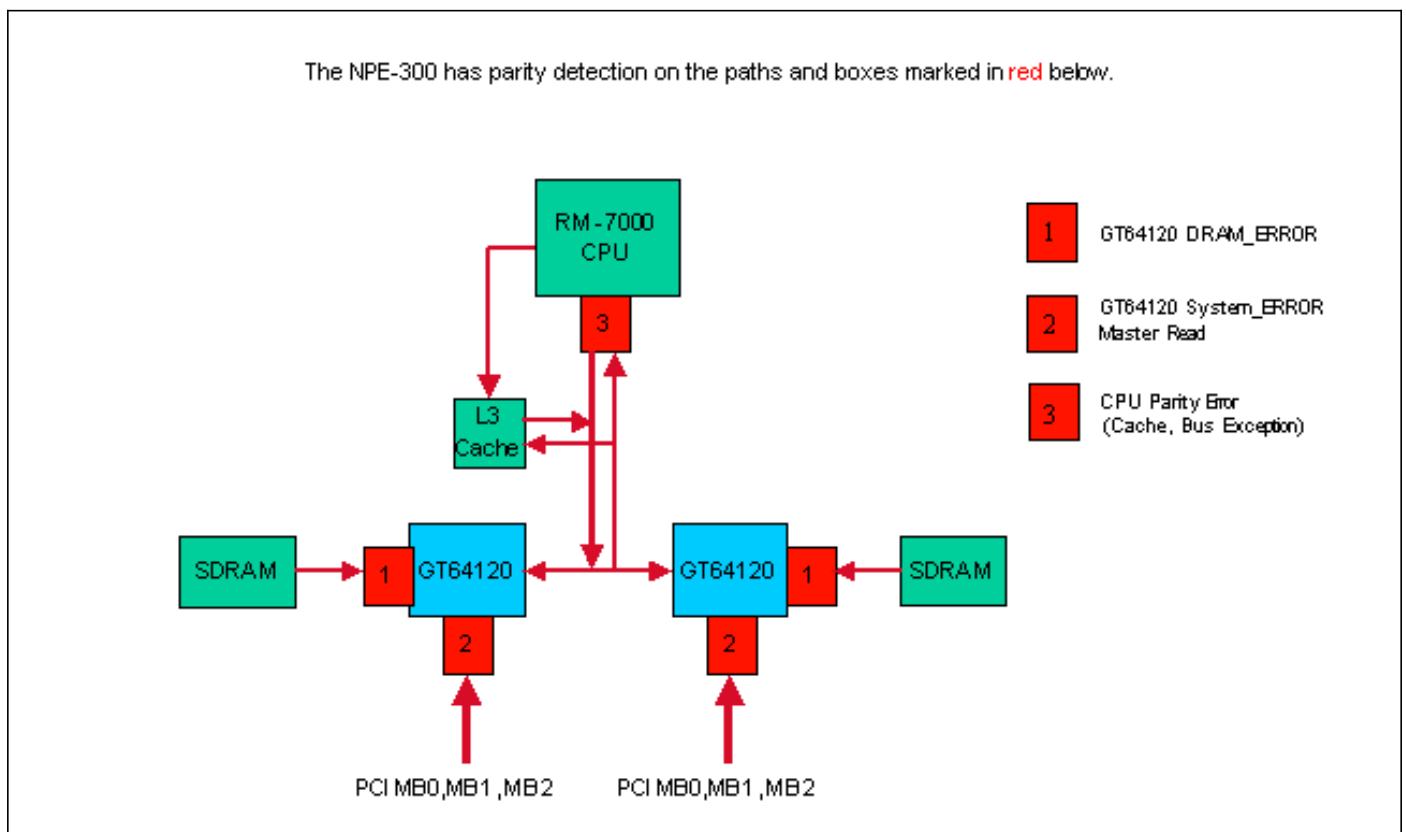 The NPE-300 has parity detection on the paths and boxes marked in red below.
RM-7000
CPU
3
L3
Cache
1
GT64120 DRAM_ERROR
2
GT64120 System_ERROR
Master Read
3
CPU Parity Error
(Cache, Bus Exception)
SDRAM
1
GT64120
2
GT64120
1
SDRAM
2
PCI MB0,MB1,MB2
PCI MB0,MB1,MB2